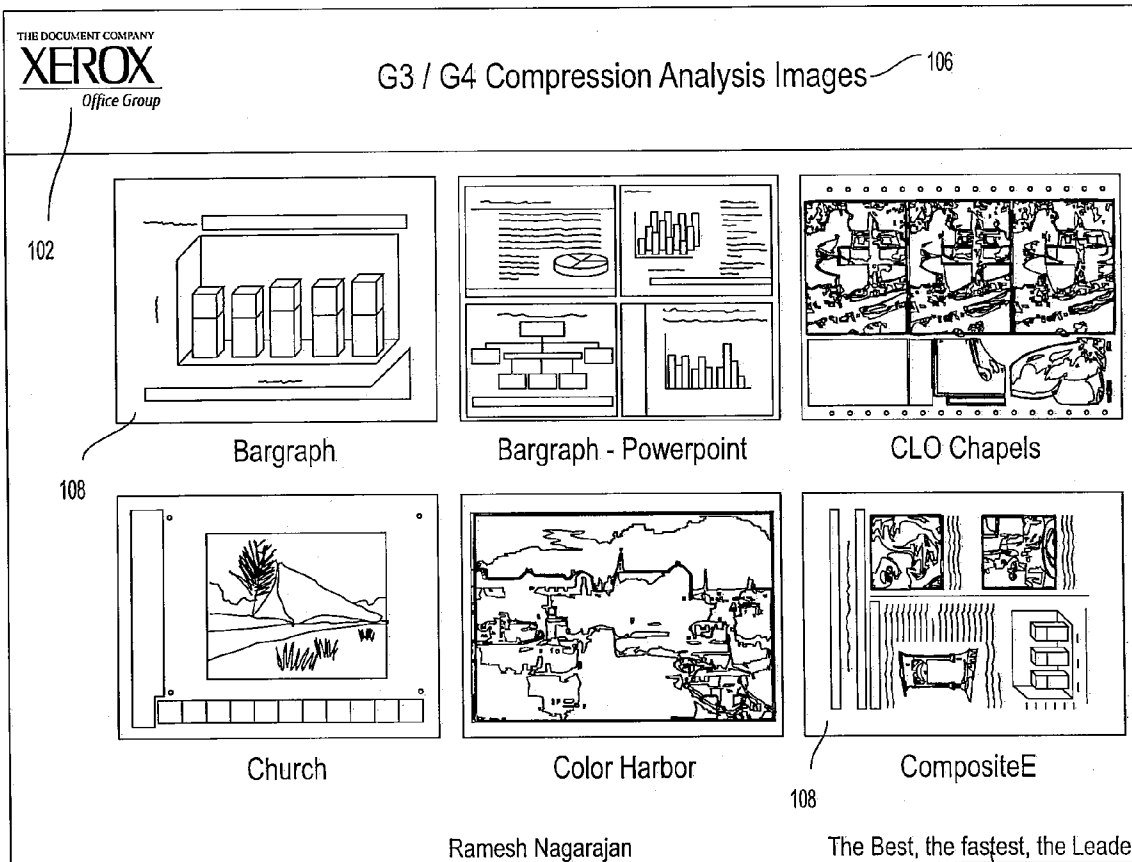 THE DOCUMENT COMPANY
XEROX
Office Group
G3 / G4 Compression Analysis Images
106
102
108
Bargraph
Bargraph - Powerpoint
CLO Chapels
Church
Color Harbor
CompositeE
108
Ramesh Nagarajan
The Best, the fastest, the Leade